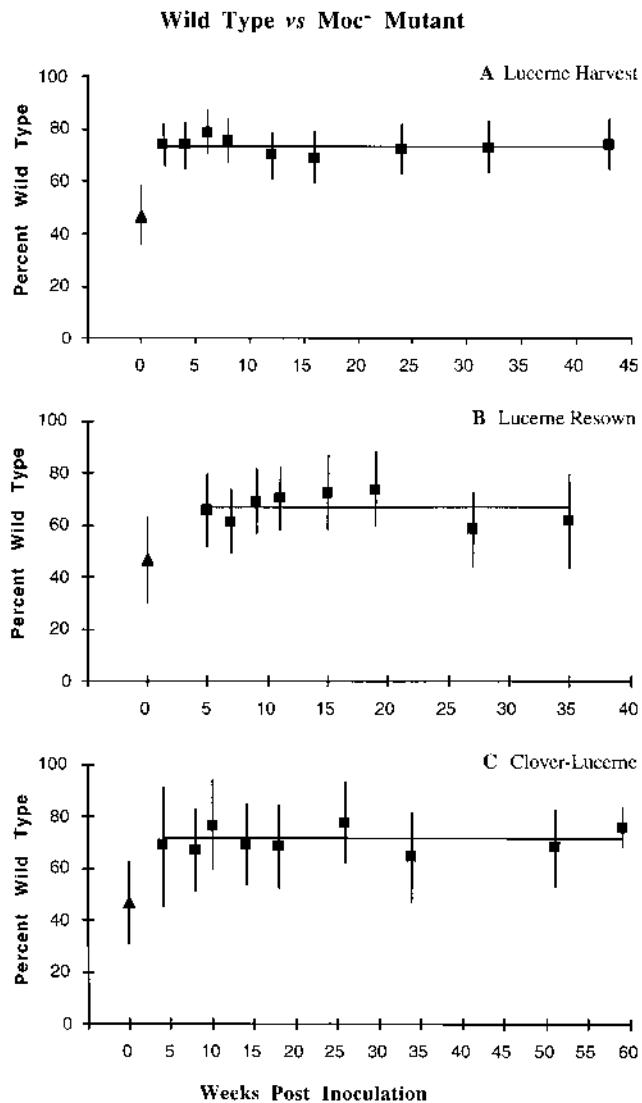 Wild Type vs Moc- Mutant
A Lucerne Harvest
Percent Wild Type
100
80
60
40
20
0
0 5 10 15 20 25 30 35 40 45
B Lucerne Resown
Percent Wild Type
100
80
60
40
20
0
0 5 10 15 20 25 30 35 40
C Clover-Lucerne
Percent Wild Type
100
80
60
40
20
0
0 5 10 15 20 25 30 35 40 45 50 55 60
Weeks Post Inoculation